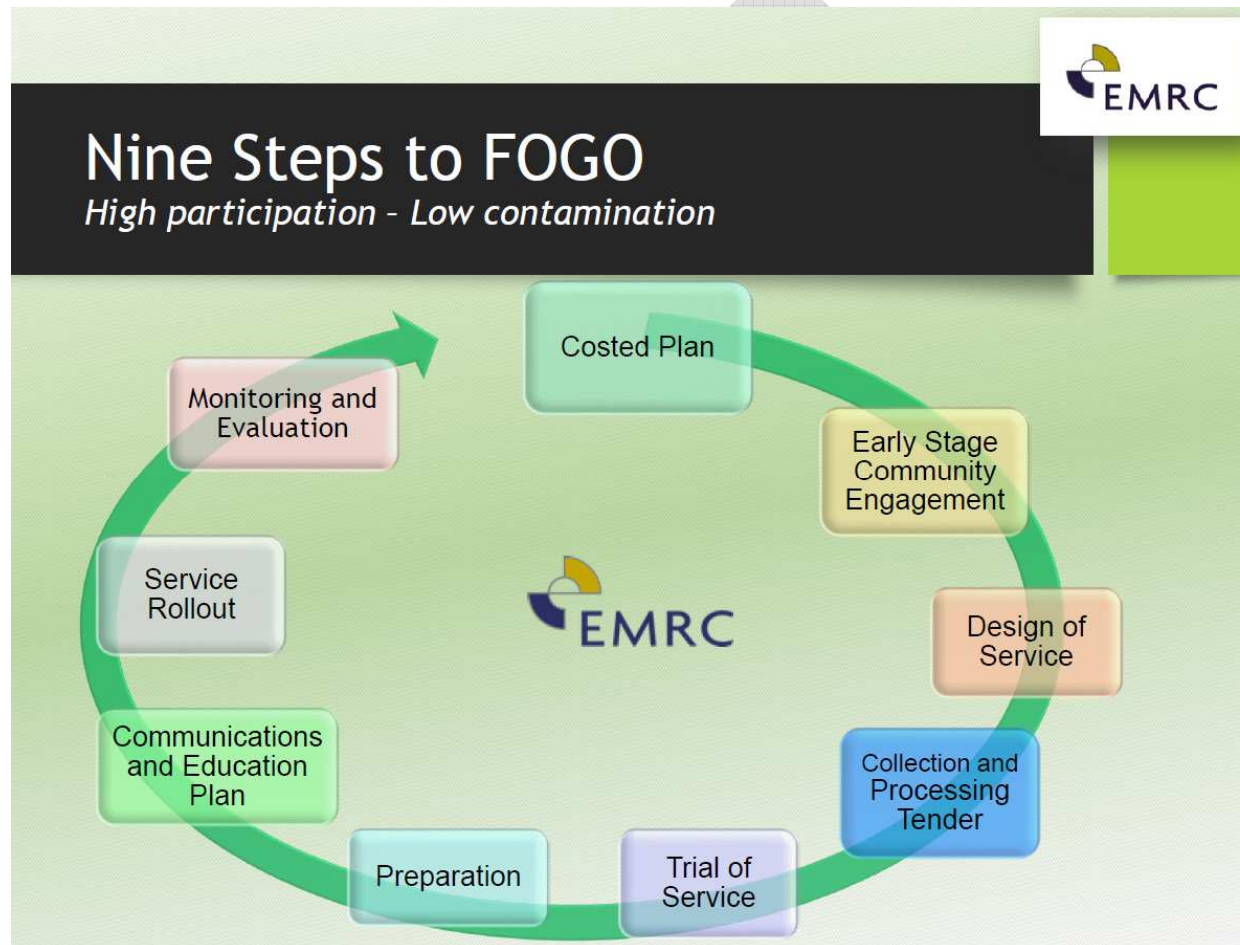 EMRC
Nine Steps to FOGO
High participation – Low contamination
Costed Plan
Early Stage
Community
Engagement
Design of
Service
Collection and
Processing
Tender
Trial of
Service
Preparation
Communications
and Education
Plan
Service
Rollout
Monitoring and
Evaluation
EMRC